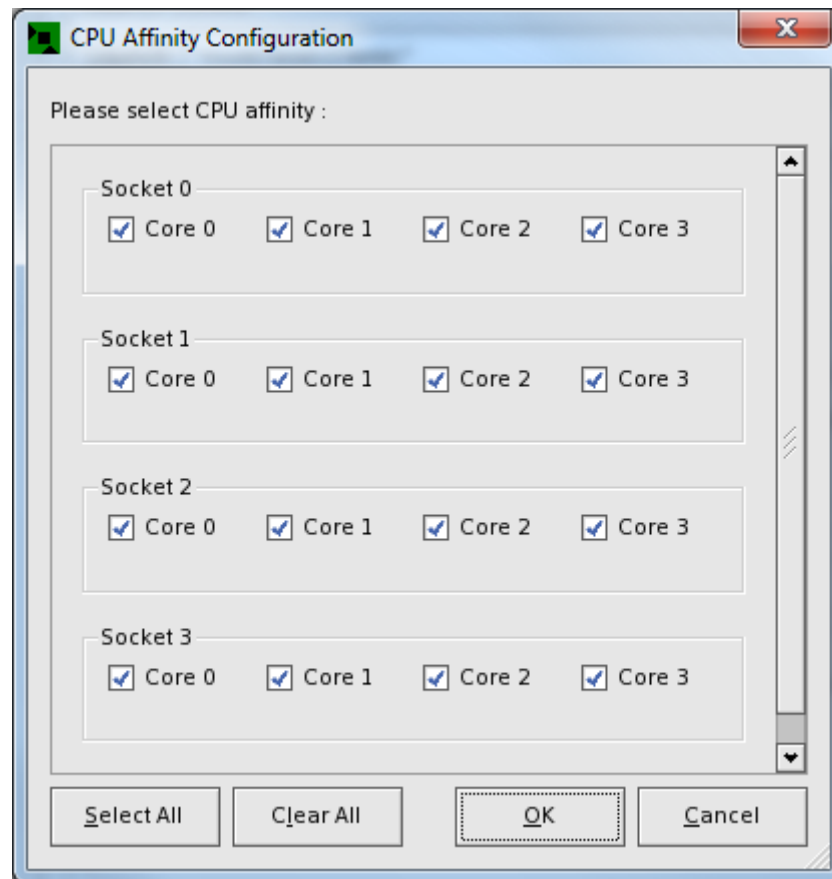 CPU Affinity Configuration
Please select CPU affinity :
Socket 0
Core 0 Core 1 Core 2 Core 3
Socket 1
Core 0 Core 1 Core 2 Core 3
Socket 2
Core 0 Core 1 Core 2 Core 3
Socket 3
Core 0 Core 1 Core 2 Core 3
Select All Clear All OK Cancel